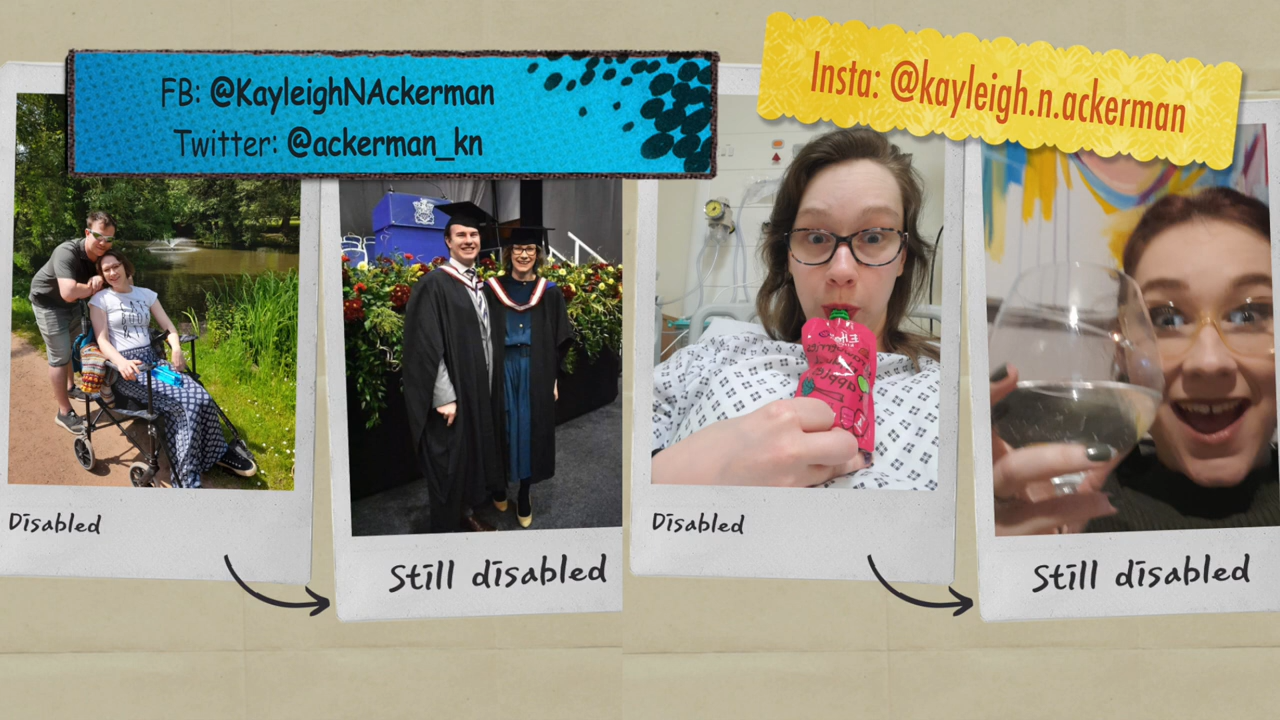 FB: @KayleighNAckerman
Twitter: @ackerman_kn
Insta: @kayleigh.n.ackerman
Disabled
Still disabled
Disabled
Still disabled